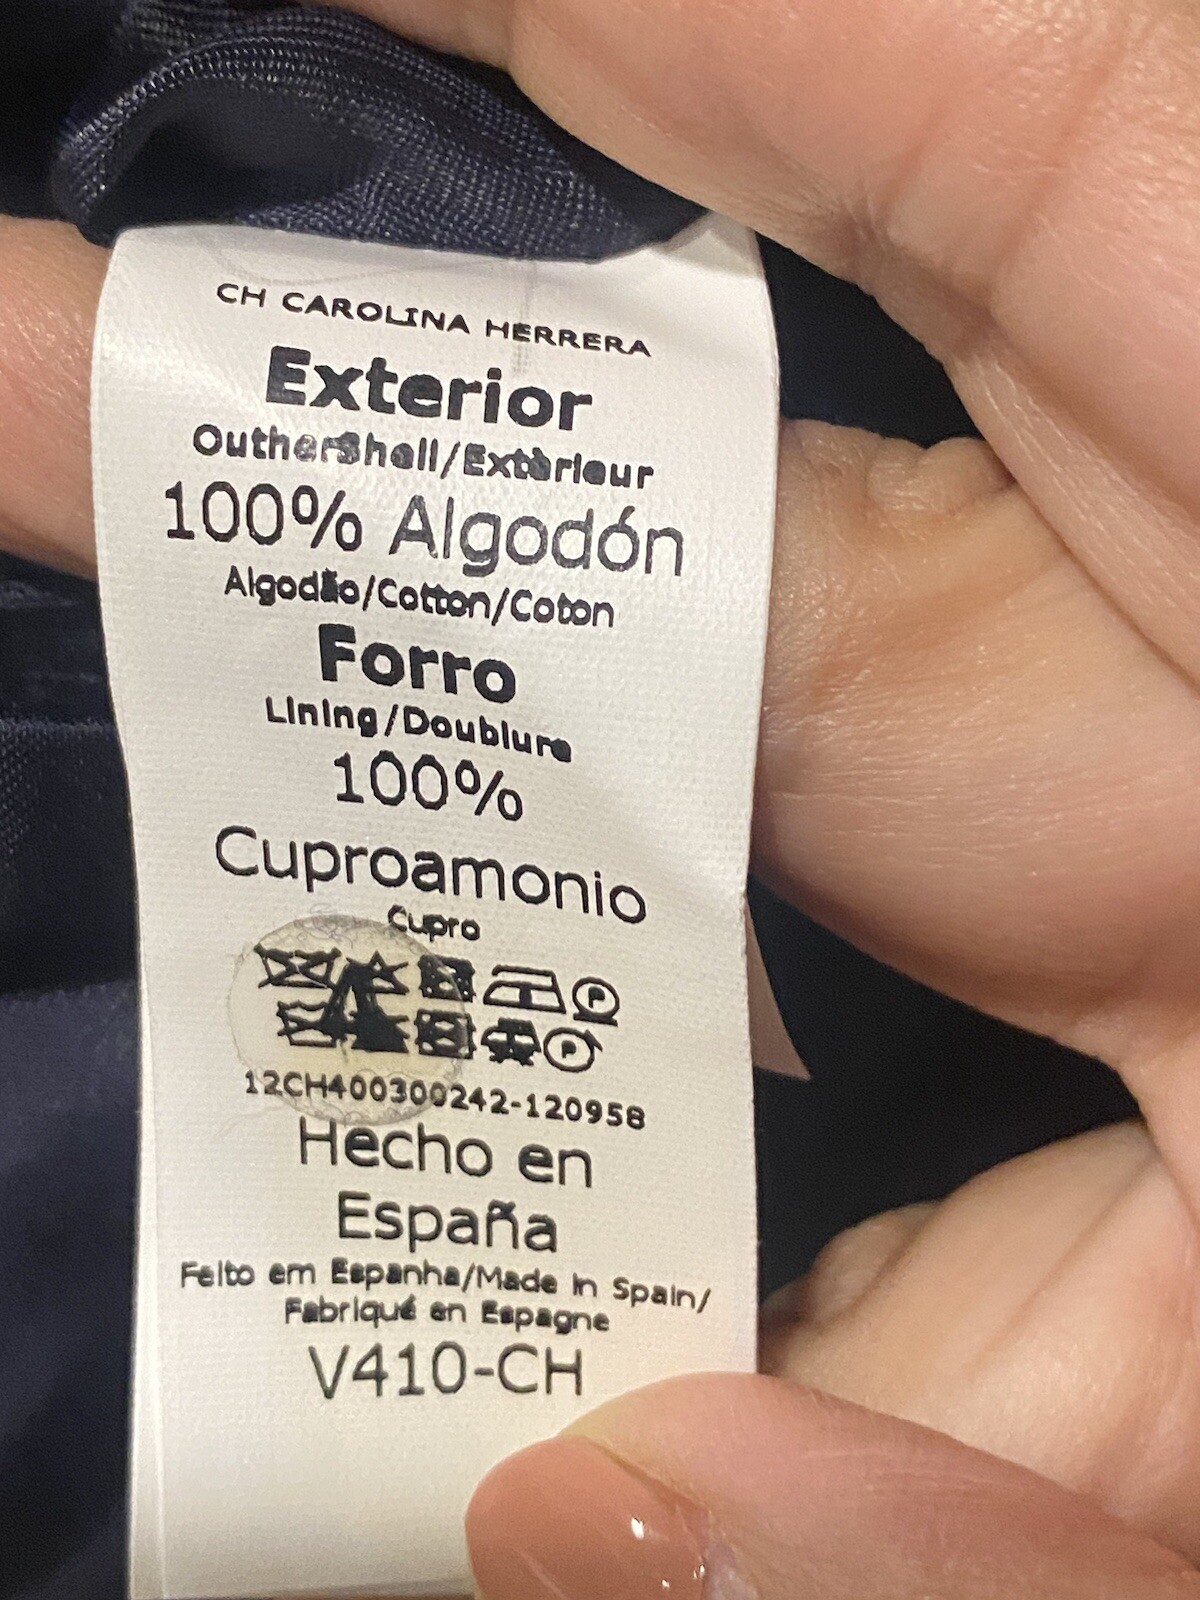 CH CAROLINA HERRERA
Exterior
OutherShell/Extèrieur
100% Algodón
Algodão/Cotton/Coton
Forro
Lining/Doublure
100%
Cuproamonio
Cupro
P
P
12CH400300242-120958
Hecho en
España
Feito em Espanha/Made in Spain/
Fabriqué en Espagne
V410-CH